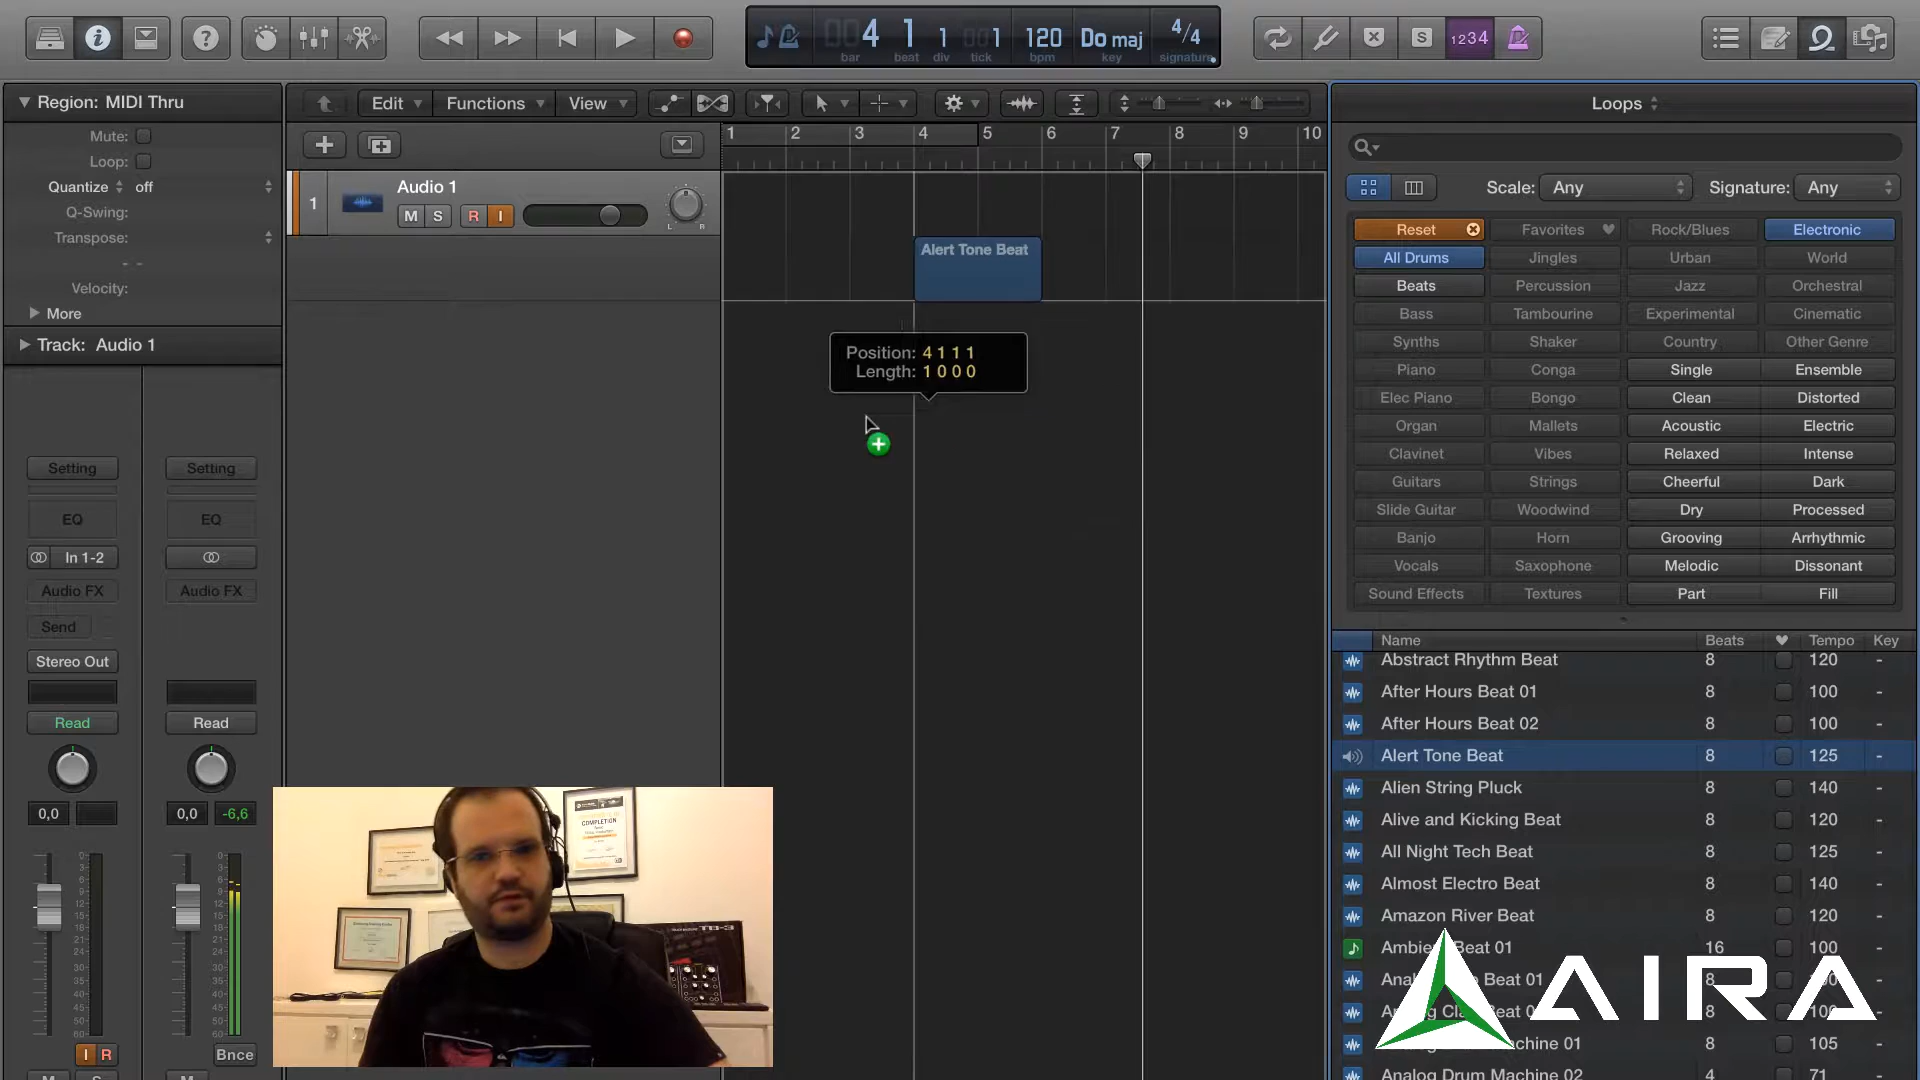 1234
4 1 1 1 120 Do maj 4/4
bar beat div tick bpm key signature
Region: MIDI Thru
Mute:
Loop:
Quantize off
Q-Swing:
Transpose:
Velocity:
More
Track: Audio 1
Setting Setting
EQ EQ
In 1-2
Audio FX Audio FX
Send
Stereo Out
Read Read
0,0 0,0 -6,6
I R Bnce
Edit Functions View
1 2 3 4 5 6 7 8 9 10
1 Audio 1
M S R I
L R
Alert Tone Beat
Position: 4 1 1 1
Length: 1 0 0 0
COMPLETION
TB-3
Loops
Scale: Any Signature: Any
Reset Favorites Rock/Blues Electronic
All Drums Jingles Urban World
Beats Percussion Jazz Orchestral
Bass Tambourine Experimental Cinematic
Synths Shaker Country Other Genre
Piano Conga Single Ensemble
Elec Piano Bongo Clean Distorted
Organ Mallets Acoustic Electric
Clavinet Vibes Relaxed Intense
Guitars Strings Cheerful Dark
Slide Guitar Woodwind Dry Processed
Banjo Horn Grooving Arrhythmic
Vocals Saxophone Melodic Dissonant
Sound Effects Textures Part Fill
Name Beats Tempo Key
Abstract Rhythm Beat 8 120 -
After Hours Beat 01 8 100 -
After Hours Beat 02 8 100 -
Alert Tone Beat 8 125 -
Alien String Pluck 8 140 -
Alive and Kicking Beat 8 120 -
All Night Tech Beat 8 125 -
Almost Electro Beat 8 140 -
Amazon River Beat 8 120 -
Beat 01 16 100 -
Beat 01
AIRA
01 8 105 -
Analog Drum Machine 02 4 71 -